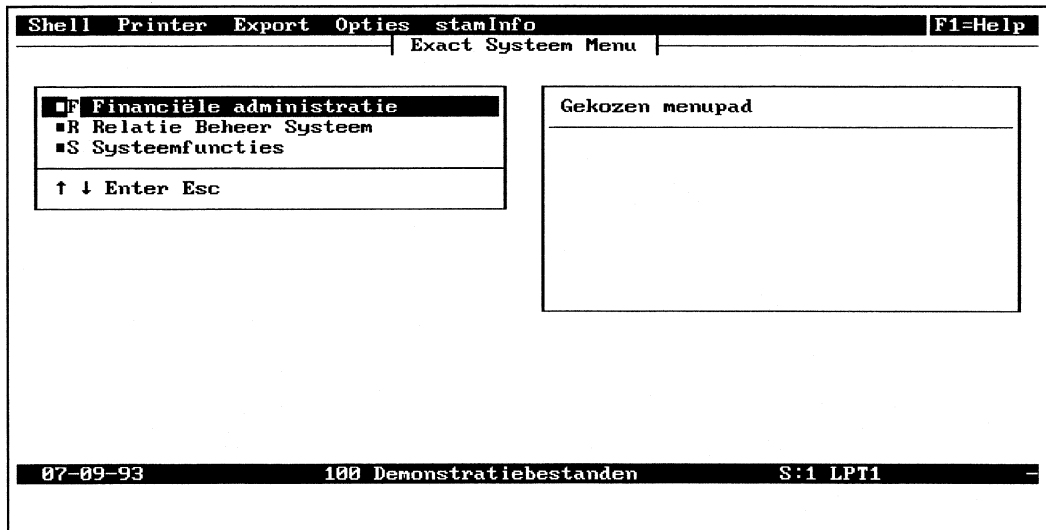 Shell Printer Export Opties stamInfo F1=Help
Exact Systeem Menu
F Financiële administratie
R Relatie Beheer Systeem
S Systeemfuncties
↑ ↓ Enter Esc
Gekozen menupad
07-09-93 100 Demonstratiebestanden S:1 LPT1 -